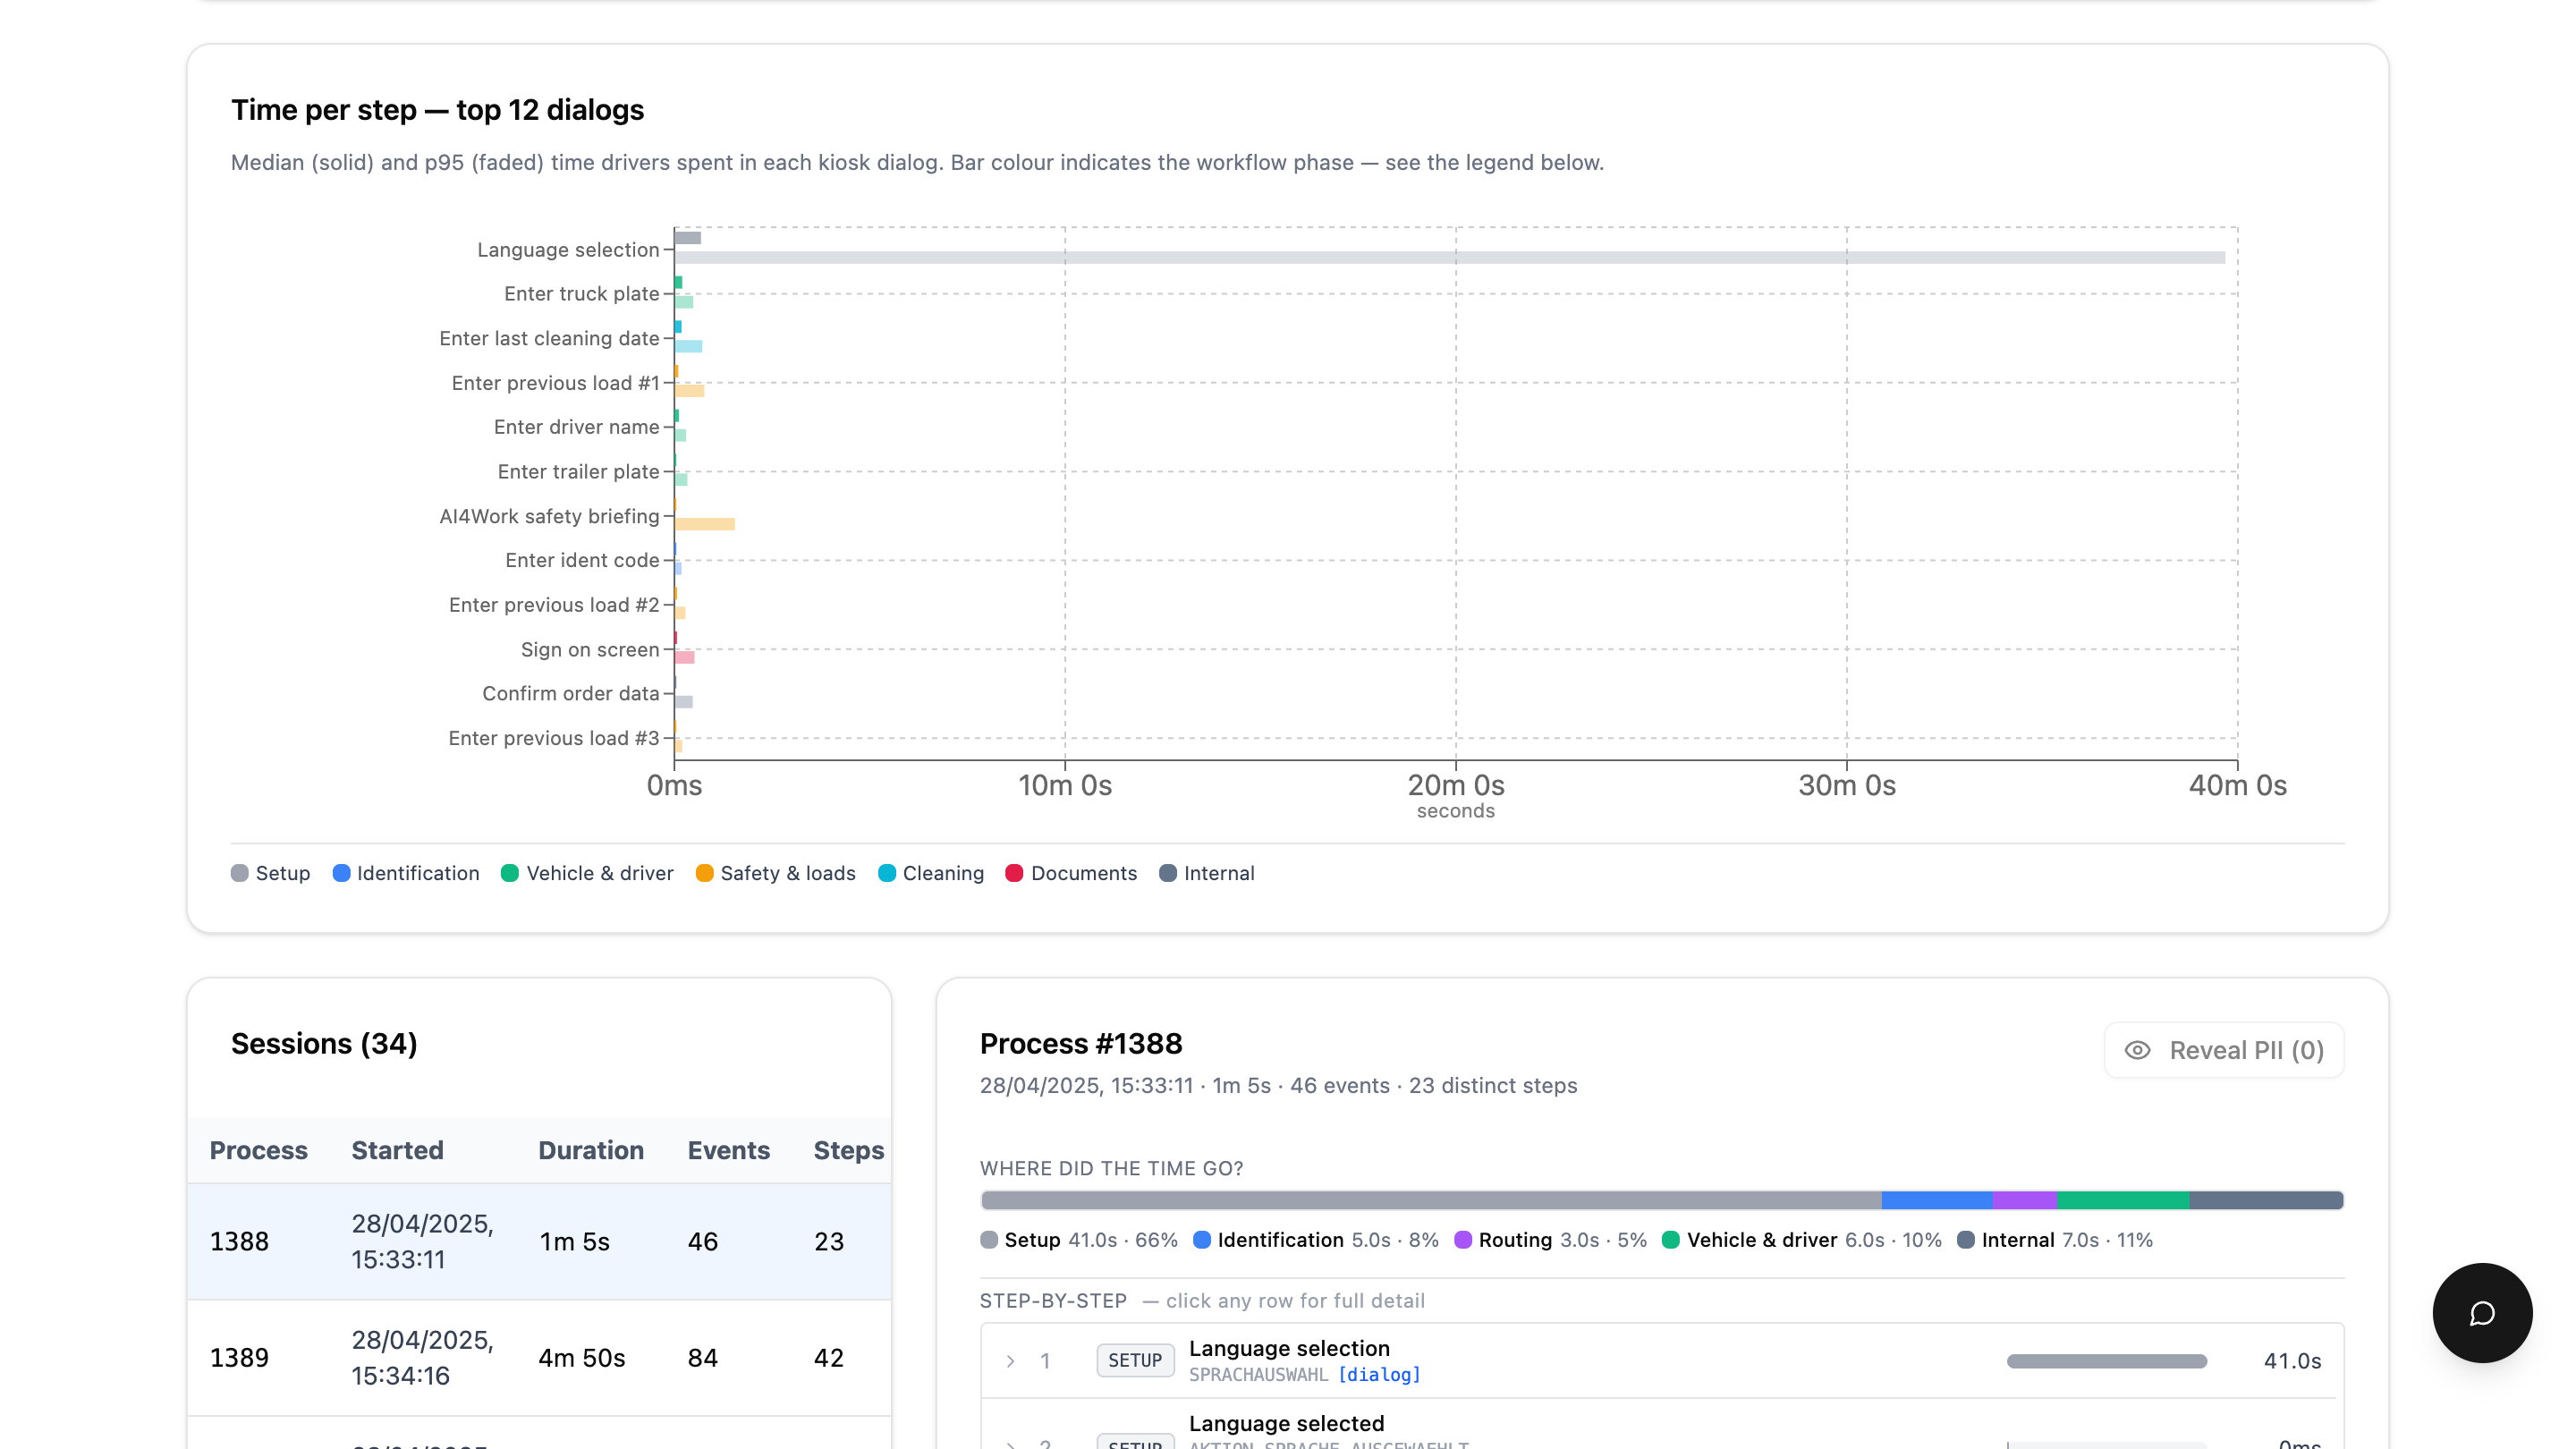 Time per step — top 12 dialogs
Median (solid) and p95 (faded) time drivers spent in each kiosk dialog. Bar colour indicates the workflow phase — see the legend below.
Language selection
Enter truck plate
Enter last cleaning date
Enter previous load #1
Enter driver name
Enter trailer plate
AI4Work safety briefing
Enter ident code
Enter previous load #2
Sign on screen
Confirm order data
Enter previous load #3
0ms 10m 0s 20m 0s 30m 0s 40m 0s
seconds
Setup Identification Vehicle & driver Safety & loads Cleaning Documents Internal
Sessions (34)
Process Started Duration Events Steps
1388 28/04/2025, 15:33:11 1m 5s 46 23
1389 28/04/2025, 15:34:16 4m 50s 84 42
Process #1388
Reveal PII (0)
28/04/2025, 15:33:11 · 1m 5s · 46 events · 23 distinct steps
WHERE DID THE TIME GO?
Setup 41.0s · 66% Identification 5.0s · 8% Routing 3.0s · 5% Vehicle & driver 6.0s · 10% Internal 7.0s · 11%
STEP-BY-STEP — click any row for full detail
1 SETUP Language selection 41.0s
SPRACHAUSWAHL [dialog]
2 SETUP Language selected 0ms
AKTION_SPRACHE_AUSGEWAEHLT